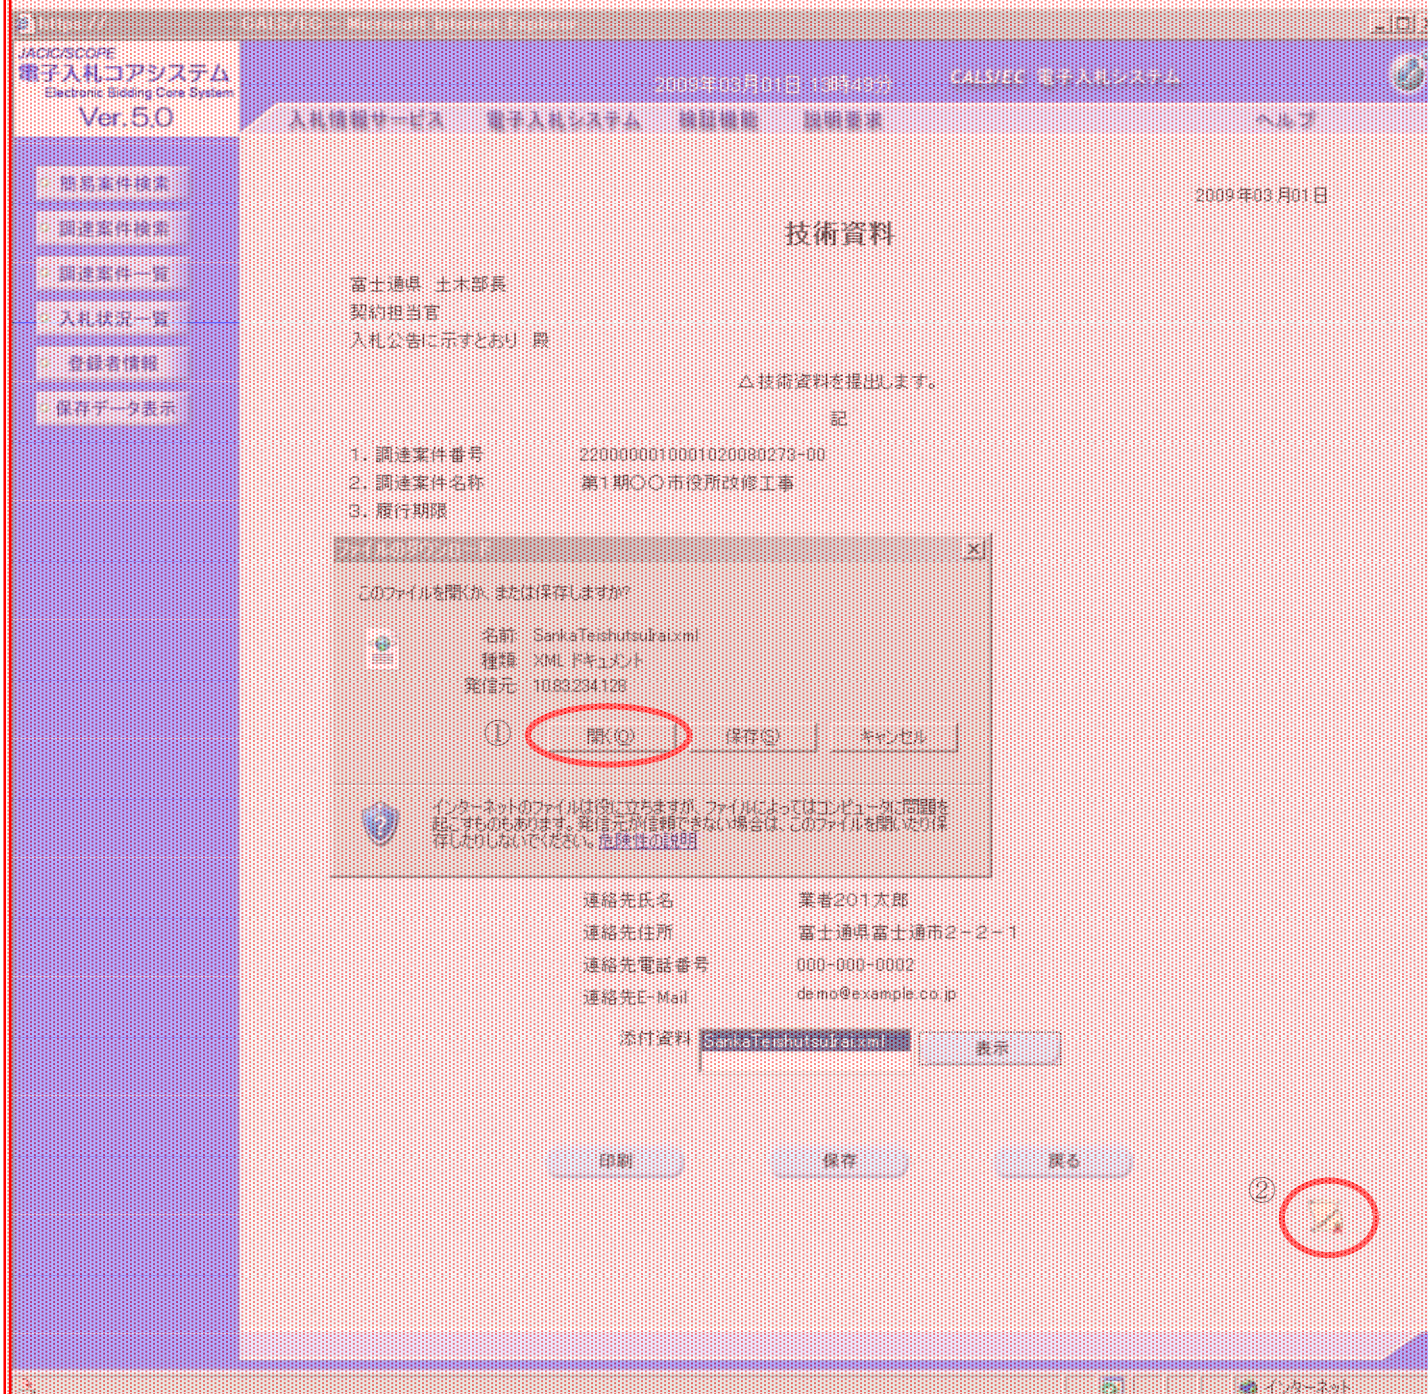 JACIC/SCOPE
電子入札コアシステム
Electronic Bidding Core System
Ver. 5.0
2009年03月01日 13時49分
CALS/EC 電子入札システム
入札情報サービス 電子入札システム 検証機能 説明要求 ヘルプ
簡易案件検索
調達案件検索
調達案件一覧
入札状況一覧
登録者情報
保存データ表示
2009年03月01日
技術資料
富士通県 土木部長
契約担当官
入札公告に示すとおり 殿
△技術資料を提出します。
記
1. 調達案件番号 2200000010001020080273-00
2. 調達案件名称 第1期〇〇市役所改修工事
3. 履行期限
ファイルのダウンロード
このファイルを開くか、または保存しますか?
名前: SankaTeishutsuIrai.xml
種類: XML ドキュメント
発信元: 10.83.234.128
① 開く(O) 保存(S) キャンセル
インターネットのファイルは役に立ちますが、ファイルによってはコンピュータに問題を
起こすものもあります。発信元が信頼できない場合は、このファイルを開いたり保
存したりしないでください。危険性の説明
連絡先氏名 業者201太郎
連絡先住所 富士通県富士通市2-2-1
連絡先電話番号 000-000-0002
連絡先E-Mail demo@example.co.jp
添付資料 SankaTeishutsuIrai.xml 表示
印刷 保存 戻る
②
インターネット